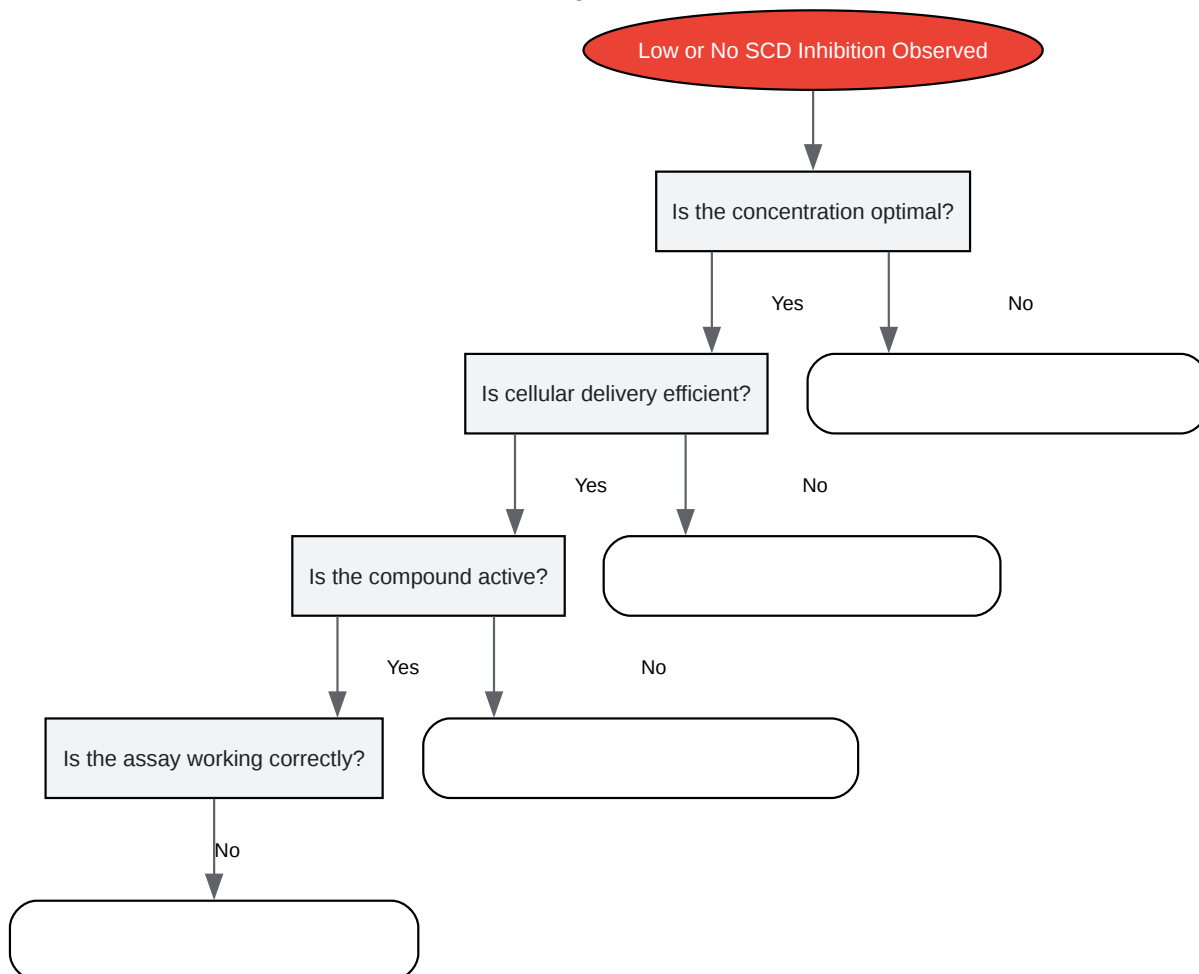 Low or No SCD Inhibition Observed
Is the concentration optimal?
Yes
No
Is cellular delivery efficient?
Yes
No
Is the compound active?
Yes
No
Is the assay working correctly?
No